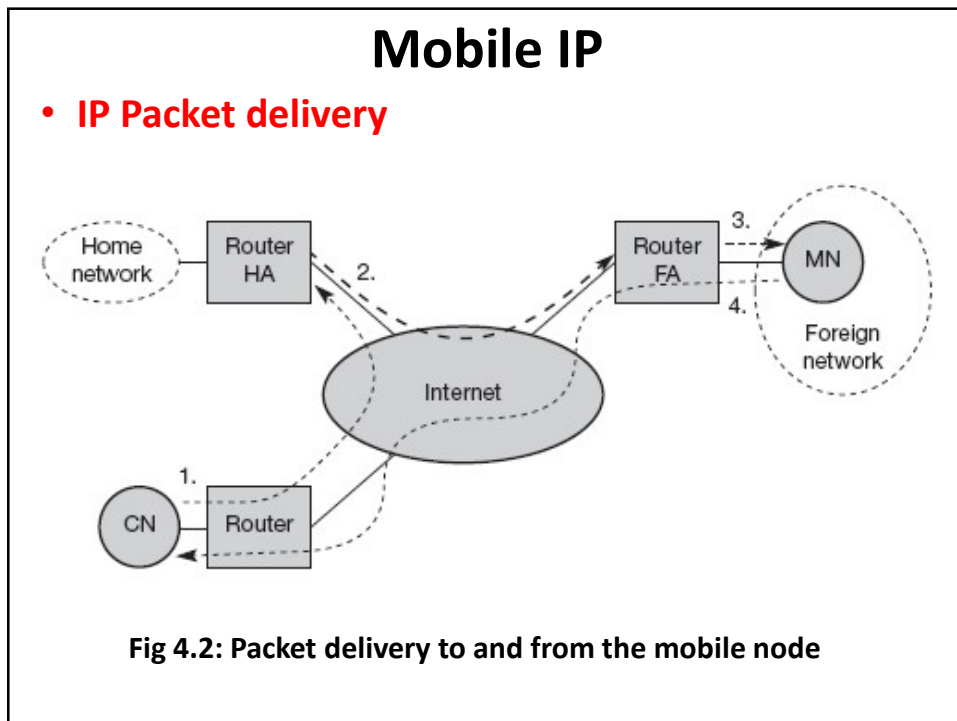 Mobile IP
• IP Packet delivery
Home
network
Router
HA
2.
Router
FA
3.
MN
4.
Foreign
network
Internet
1.
CN
Router
Fig 4.2: Packet delivery to and from the mobile node